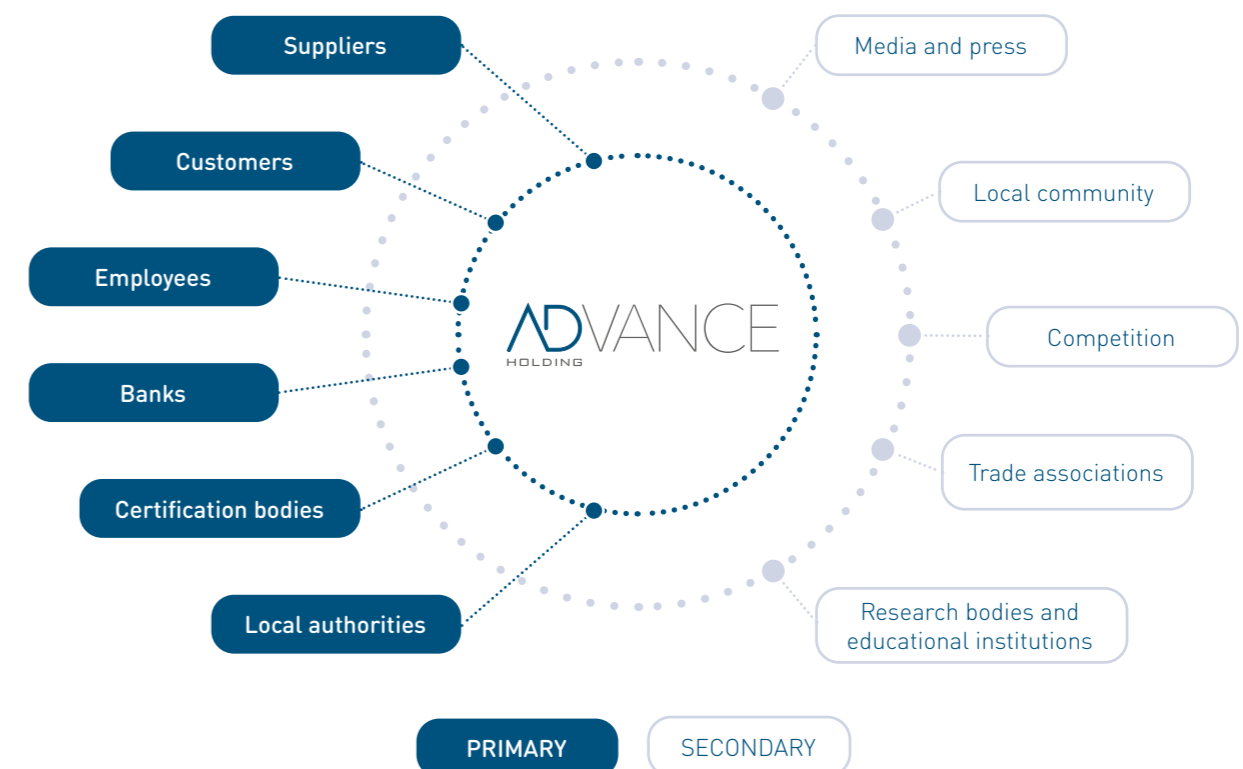 Suppliers
Customers
Employees
Banks
Certification bodies
Local authorities
ADVANCE
HOLDING
Media and press
Local community
Competition
Trade associations
Research bodies and
educational institutions
PRIMARY
SECONDARY